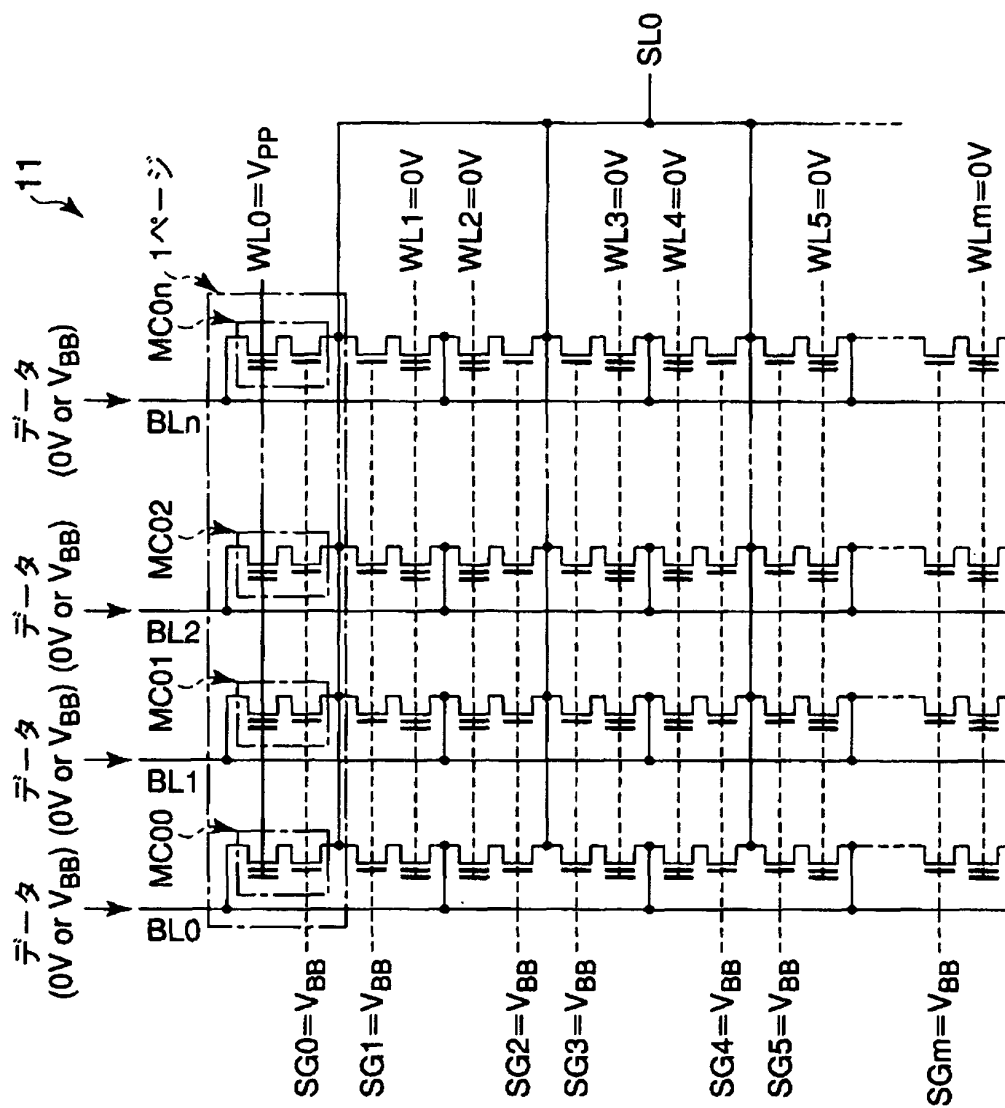 11
データ
(0V or VBB)
データ
(0V or VBB)
データ
(0V or VBB)
データ
(0V or VBB)
BL0
BL1
BL2
BLn
MC00
MC01
MC02
MC0n
1ページ
WL0=VPP
WL1=0V
WL2=0V
WL3=0V
WL4=0V
WL5=0V
WLm=0V
SL0
SG0=VBB
SG1=VBB
SG2=VBB
SG3=VBB
SG4=VBB
SG5=VBB
SGm=VBB